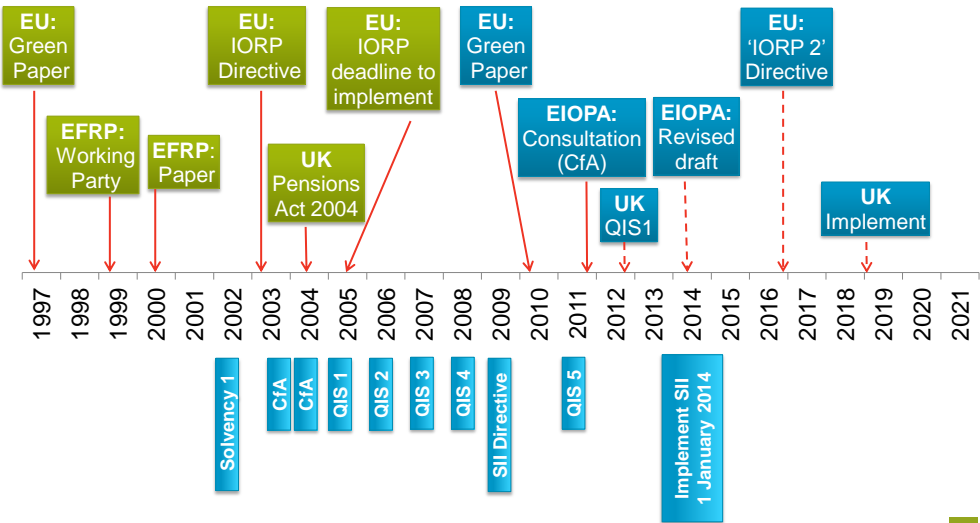 EU:
Green
Paper
EFRP:
Working
Party
EFRP:
Paper
EU:
IORP
Directive
UK
Pensions
Act 2004
EU:
IORP
deadline to
implement
EU:
Green
Paper
EIOPA:
Consultation
(CfA)
UK
QIS1
EIOPA:
Revised
draft
EU:
‘IORP 2’
Directive
UK
Implement
1997
1998
1999
2000
2001
2002
2003
2004
2005
2006
2007
2008
2009
2010
2011
2012
2013
2014
2015
2016
2017
2018
2019
2020
2021
Solvency 1
CfA
CfA
QIS 1
QIS 2
QIS 3
QIS 4
SII Directive
QIS 5
Implement SII
1 January 2014